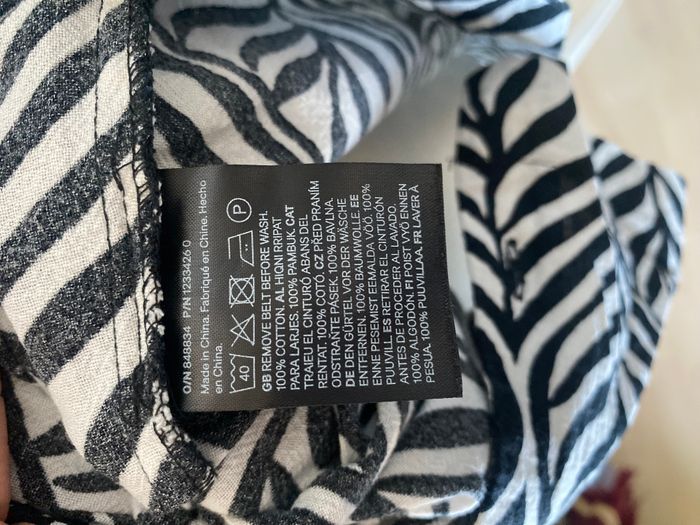 O/N 848834 P/N 1233426 0
Made in China. Fabriqué en Chine. Hecho
en China.
40 P
GB REMOVE BELT BEFORE WASH.
100% COTTON. AL HIQNI RRIPAT
PARA LARJES. 100% PAMBUK. CAT
TRAIEU EL CINTURÓ ABANS DEL
RENTAT. 100% COTÓ. CZ PŘED PRANÍM
ODSTRAŇTE PÁSEK. 100% BAVLNA.
DE DEN GÜRTEL VOR DER WÄSCHE
ENTFERNEN. 100% BAUMWOLLE. EE
ENNE PESEMIST EEMALDA VÖÖ. 100%
PUUVILL. ES RETIRAR EL CINTURÓN
ANTES DE PROCEDER AL LAVADO.
100% ALGODÓN. FI POISTA VYÖ ENNEN
PESUA. 100% PUUVILLAA. FR LAVER À